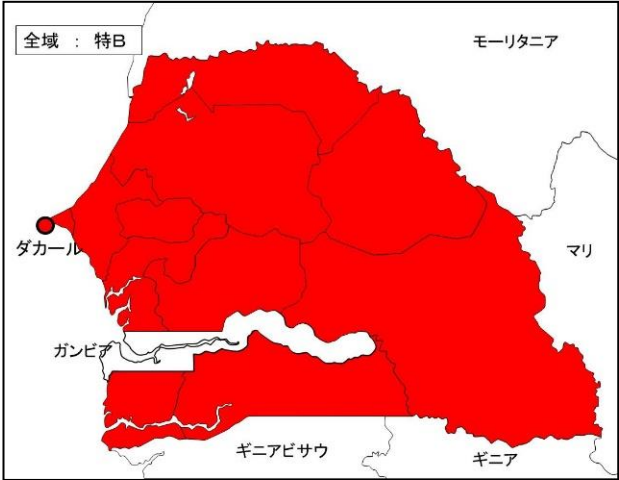 全域 : 特B
モーリタニア
ダカール
マリ
ガンビア
ギニアビサウ
ギニア